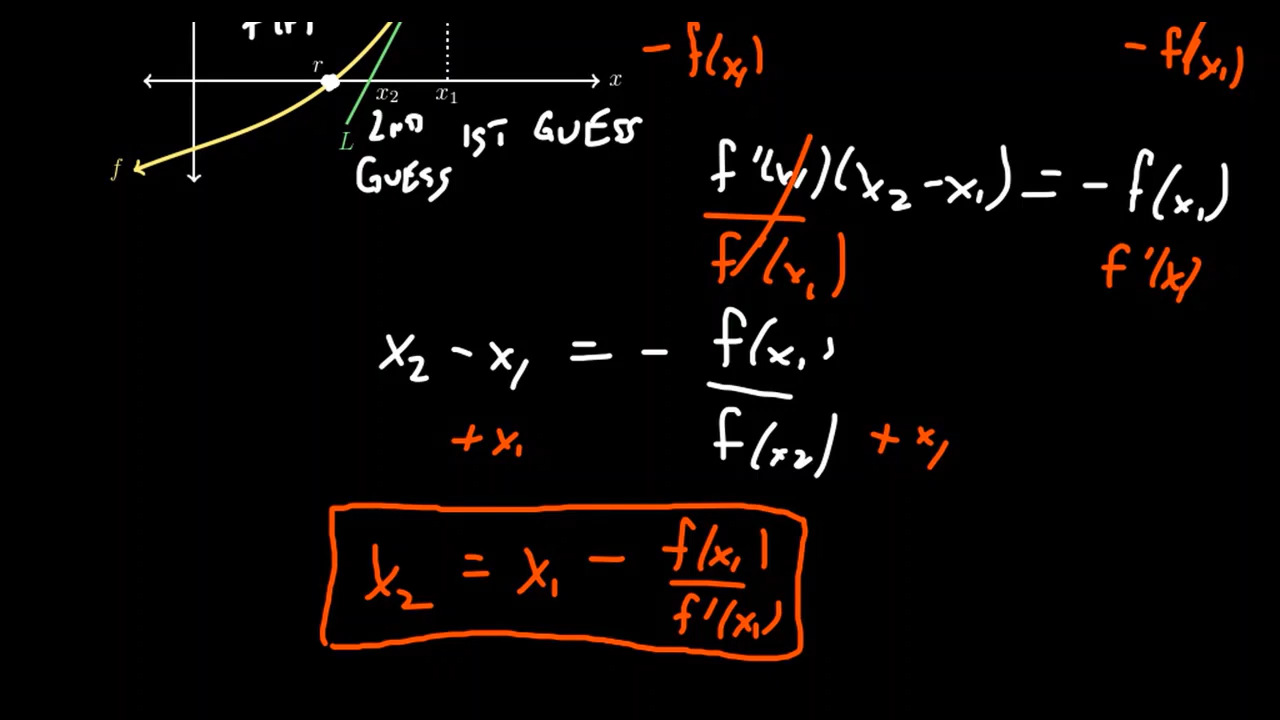 - f(x₁) - f(x₁)
r x
x₂ x₁
L 2ND 1ST GUESS
GUESS
f
f'(x₁)(x₂ - x₁) = - f(x₁)
f'(x₁) f'(x₁)
x₂ - x₁ = - f(x₁)
f(x₂)
+ x₁ + x₁
x₂ = x₁ - f(x₁)
f'(x₁)